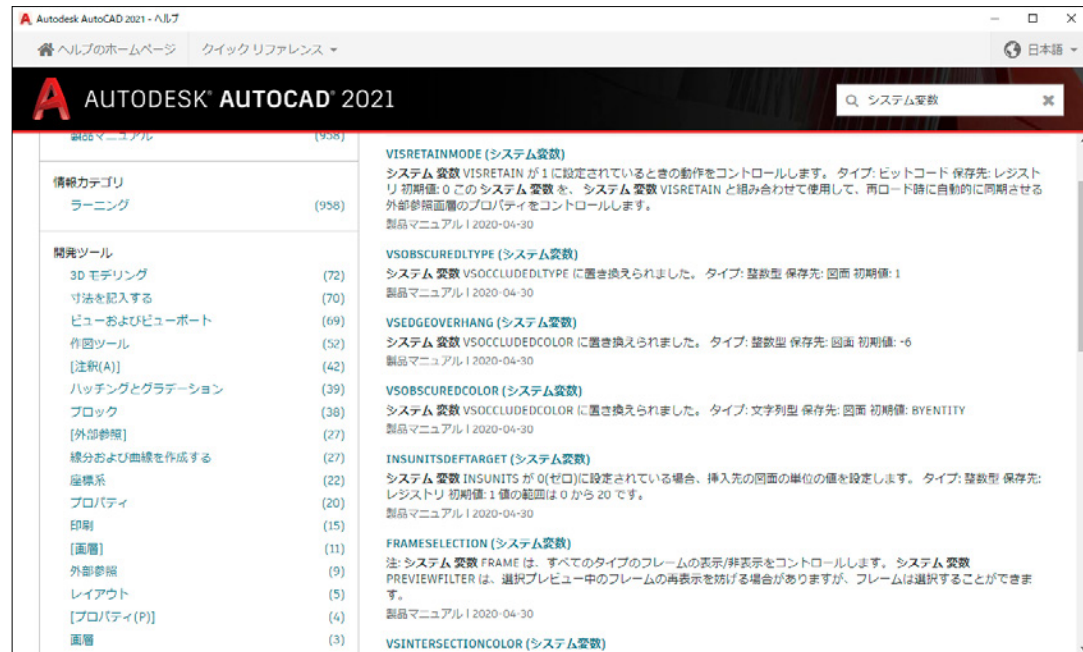 Autodesk AutoCAD 2021 - ヘルプ
ヘルプのホームページ クイック リファレンス
日本語
AUTODESK® AUTOCAD® 2021
システム変数
製品マニュアル (958)
情報カテゴリ
ラーニング (958)
開発ツール
3D モデリング (72)
寸法を記入する (70)
ビューおよびビューポート (69)
作図ツール (52)
[注釈(A)] (42)
ハッチングとグラデーション (39)
ブロック (38)
[外部参照] (27)
線分および曲線を作成する (27)
座標系 (22)
プロパティ (20)
印刷 (15)
[画層] (11)
外部参照 (9)
レイアウト (5)
[プロパティ(P)] (4)
画層 (3)
VISRETAINMODE (システム変数)
システム 変数 VISRETAIN が 1 に設定されているときの動作をコントロールします。 タイプ: ビットコード 保存先: レジスト
リ 初期値: 0 この システム 変数 を、 システム 変数 VISRETAIN と組み合わせて使用して、再ロード時に自動的に同期させる
外部参照画層のプロパティをコントロールします。
製品マニュアル | 2020-04-30
VSOBSCUREDLTYPE (システム変数)
システム 変数 VSOCCLUDEDLTYPE に置き換えられました。 タイプ: 整数型 保存先: 図面 初期値: 1
製品マニュアル | 2020-04-30
VSEDGEOVERHANG (システム変数)
システム 変数 VSOCCLUDEDCOLOR に置き換えられました。 タイプ: 整数型 保存先: 図面 初期値: -6
製品マニュアル | 2020-04-30
VSOBSCUREDCOLOR (システム変数)
システム 変数 VSOCCLUDEDCOLOR に置き換えられました。 タイプ: 文字列型 保存先: 図面 初期値: BYENTITY
製品マニュアル | 2020-04-30
INSUNITSDEFTARGET (システム変数)
システム 変数 INSUNITS が 0(ゼロ)に設定されている場合、挿入先の図面の単位の値を設定します。 タイプ: 整数型 保存先:
レジストリ 初期値: 1 値の範囲は 0 から 20 です。
製品マニュアル | 2020-04-30
FRAMESELECTION (システム変数)
注: システム 変数 FRAME は、すべてのタイプのフレームの表示/非表示をコントロールします。 システム 変数
PREVIEWFILTER は、選択プレビュー中のフレームの再表示を妨げる場合がありますが、フレームは選択することができま
す。
製品マニュアル | 2020-04-30
VSINTERSECTIONCOLOR (システム変数)